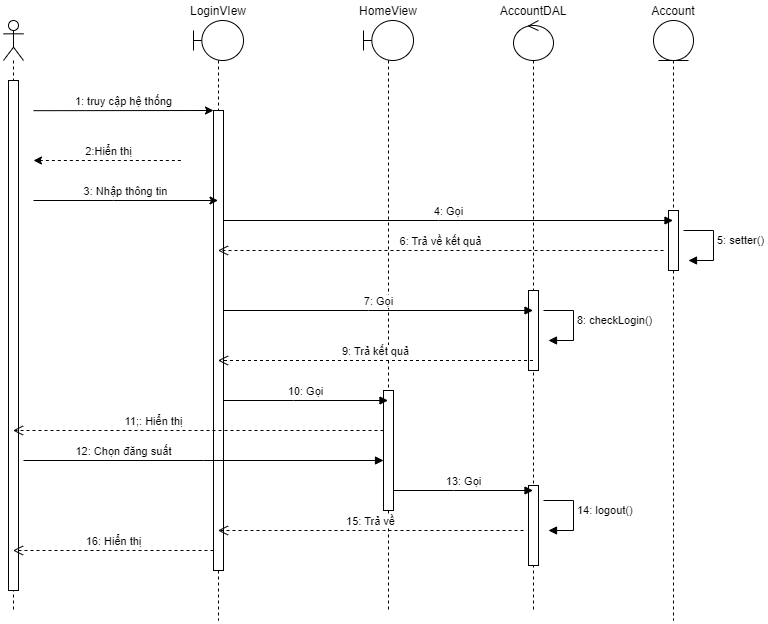 LoginVIew
HomeView
AccountDAL
Account
1: truy cập hệ thống
2:Hiển thị
3: Nhập thông tin
4: Gọi
5: setter()
6: Trả về kết quả
7: Gọi
8: checkLogin()
9: Trả kết quả
10: Gọi
11;: Hiển thị
12: Chọn đăng suất
13: Gọi
14: logout()
15: Trả về
16: Hiển thị